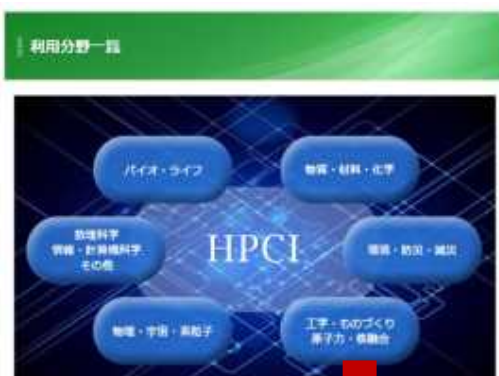 利用分野一覧
バイオ・ライフ
物質・材料・化学
数理科学
情報・計算機科学
その他
HPCI
環境・防災・減災
物理・宇宙・素粒子
工学・ものづくり
原子力・核融合